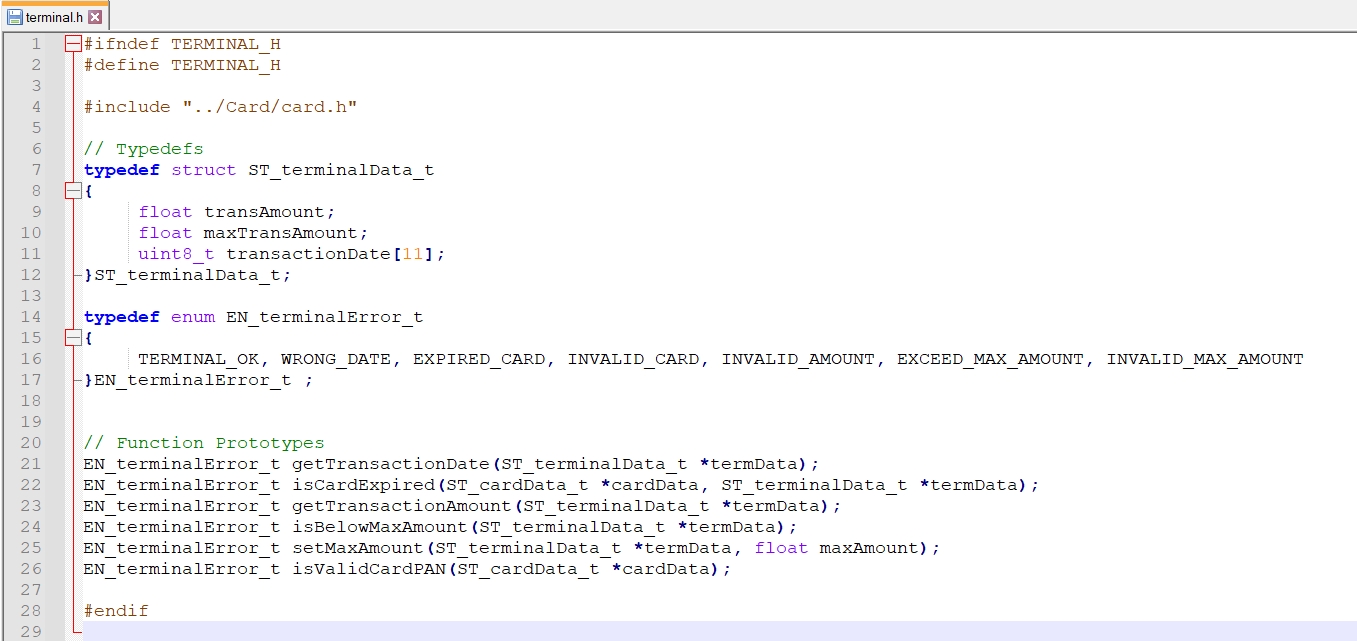 terminal.h
1 #ifndef TERMINAL_H
2 #define TERMINAL_H
3
4 #include "../Card/card.h"
5
6 // Typedefs
7 typedef struct ST_terminalData_t
8 {
9 float transAmount;
10 float maxTransAmount;
11 uint8_t transactionDate[11];
12 }ST_terminalData_t;
13
14 typedef enum EN_terminalError_t
15 {
16 TERMINAL_OK, WRONG_DATE, EXPIRED_CARD, INVALID_CARD, INVALID_AMOUNT, EXCEED_MAX_AMOUNT, INVALID_MAX_AMOUNT
17 }EN_terminalError_t ;
18
19
20 // Function Prototypes
21 EN_terminalError_t getTransactionDate(ST_terminalData_t *termData);
22 EN_terminalError_t isCardExpired(ST_cardData_t *cardData, ST_terminalData_t *termData);
23 EN_terminalError_t getTransactionAmount(ST_terminalData_t *termData);
24 EN_terminalError_t isBelowMaxAmount(ST_terminalData_t *termData);
25 EN_terminalError_t setMaxAmount(ST_terminalData_t *termData, float maxAmount);
26 EN_terminalError_t isValidCardPAN(ST_cardData_t *cardData);
27
28 #endif
29